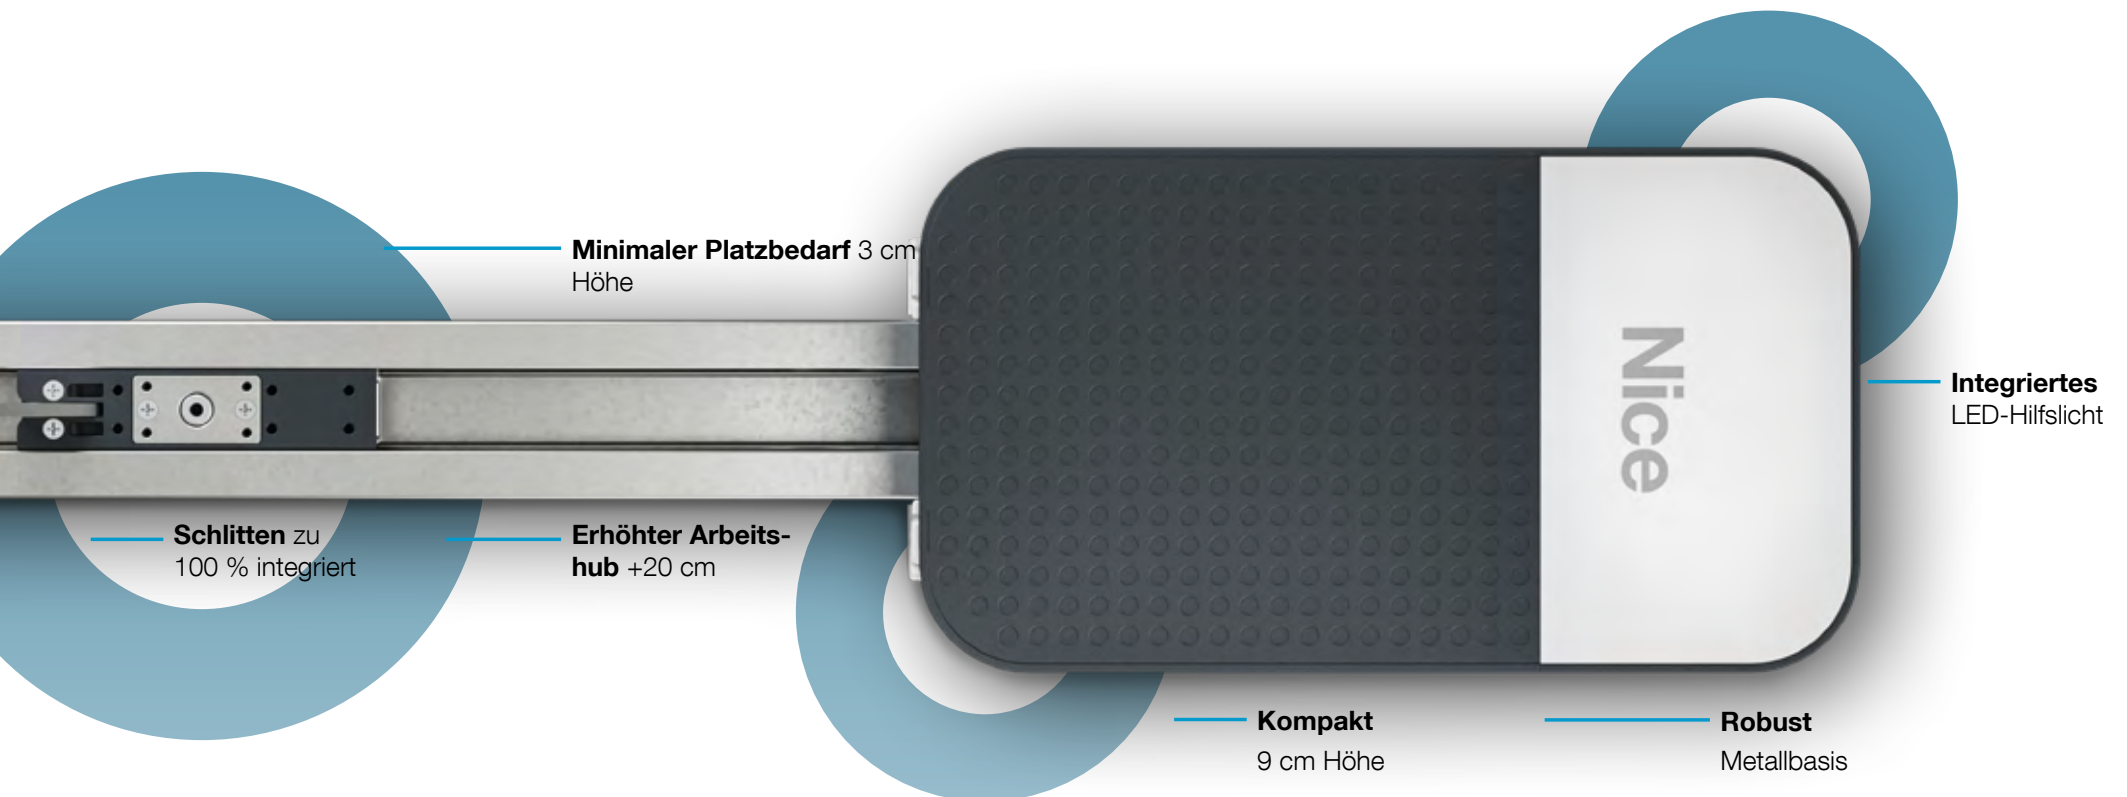 Minimaler Platzbedarf 3 cm
Höhe
Nice
Integriertes
LED-Hilfslicht
Schlitten zu
100 % integriert
Erhöhter Arbeits-
hub +20 cm
Kompakt
9 cm Höhe
Robust
Metallbasis